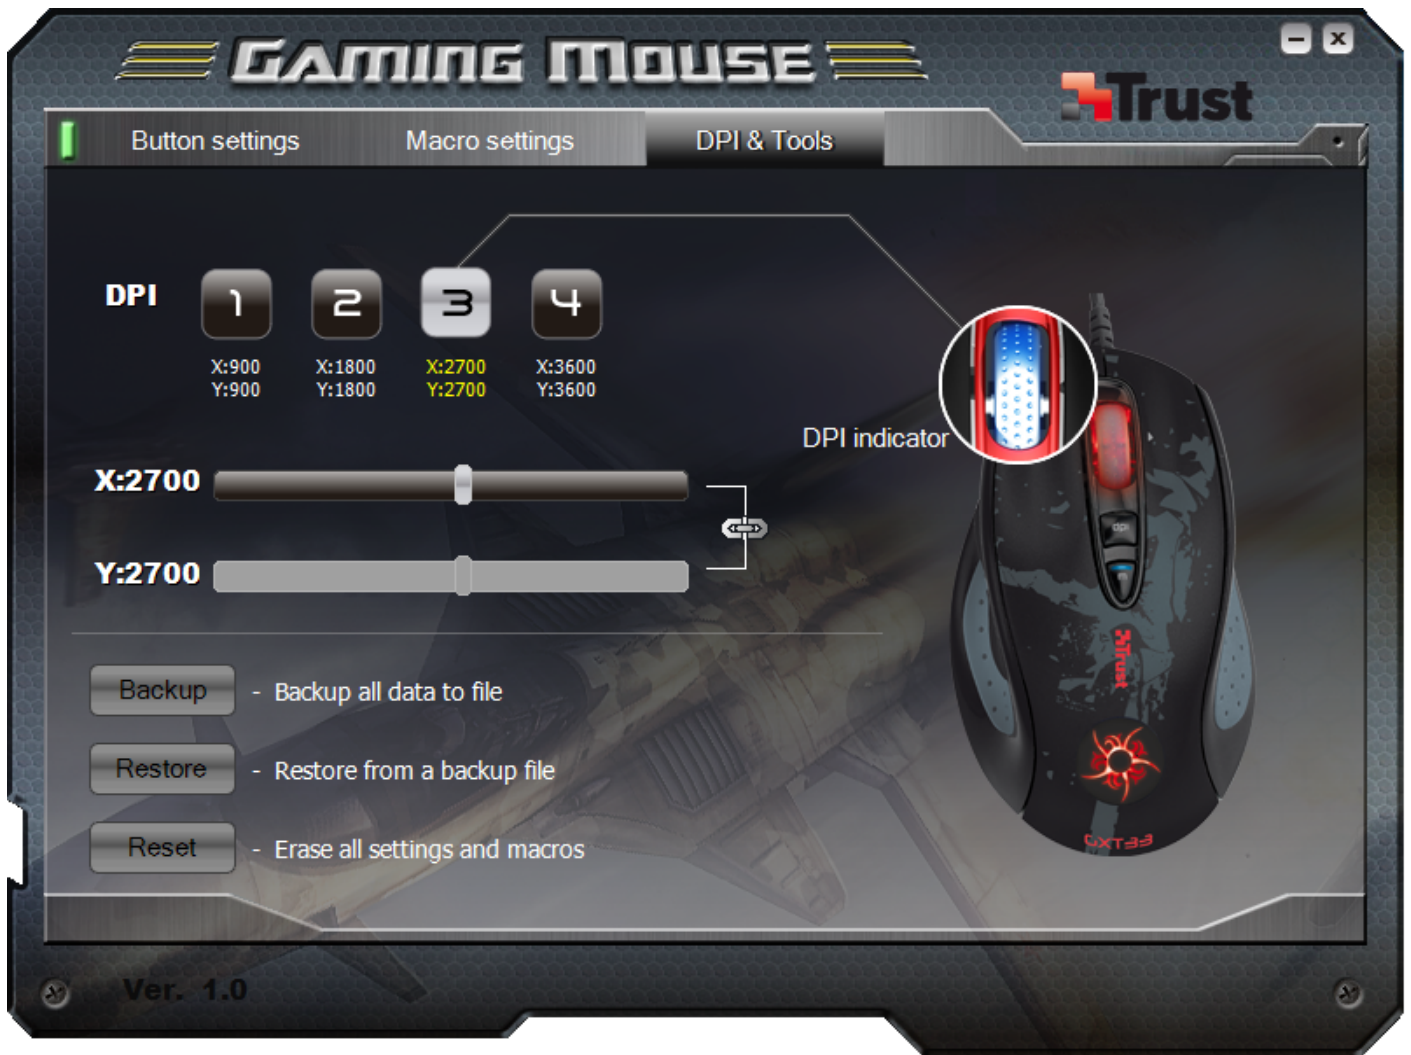 GAMING MOUSE
Trust
Button settings
Macro settings
DPI & Tools
DPI
1
2
3
4
X:900
Y:900
X:1800
Y:1800
X:2700
Y:2700
X:3600
Y:3600
DPI indicator
X:2700
Y:2700
dpi
Trust
GXT33
Backup - Backup all data to file
Restore - Restore from a backup file
Reset - Erase all settings and macros
Ver. 1.0